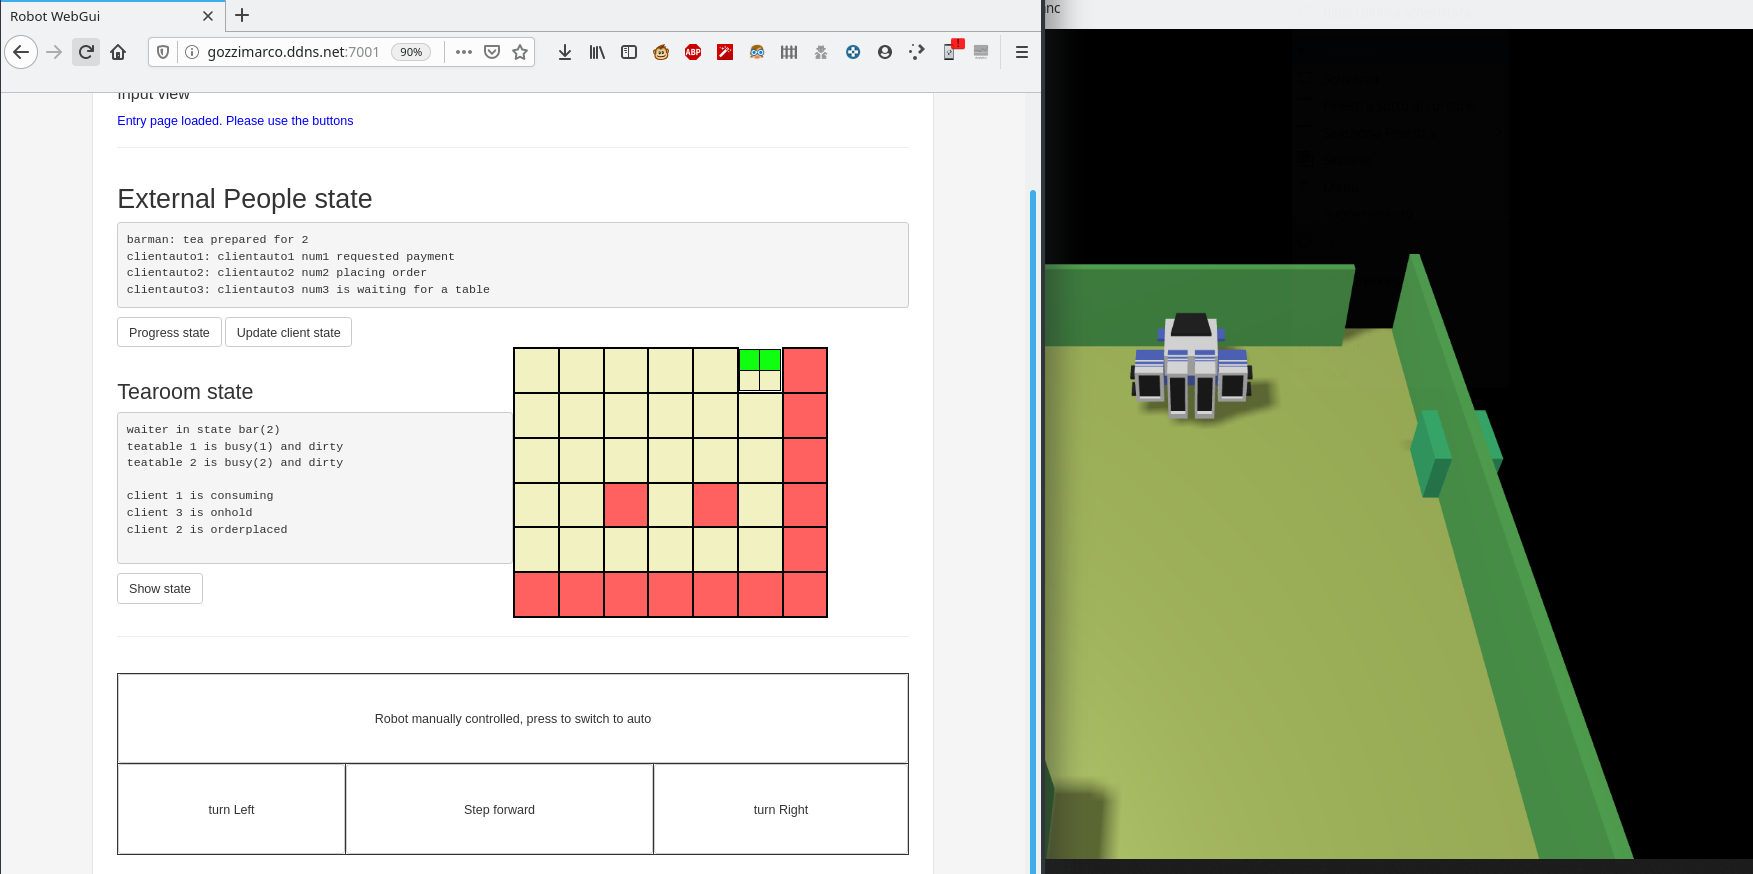 Robot WebGui
gozzimarco.ddns.net:7001
90%
ABP
1
Input view
Entry page loaded. Please use the buttons
External People state
barman: tea prepared for 2
clientauto1: clientauto1 num1 requested payment
clientauto2: clientauto2 num2 placing order
clientauto3: clientauto3 num3 is waiting for a table
Progress state
Update client state
Tearoom state
waiter in state bar(2)
teatable 1 is busy(1) and dirty
teatable 2 is busy(2) and dirty
client 1 is consuming
client 3 is onhold
client 2 is orderplaced
Show state
Robot manually controlled, press to switch to auto
turn Left
Step forward
turn Right